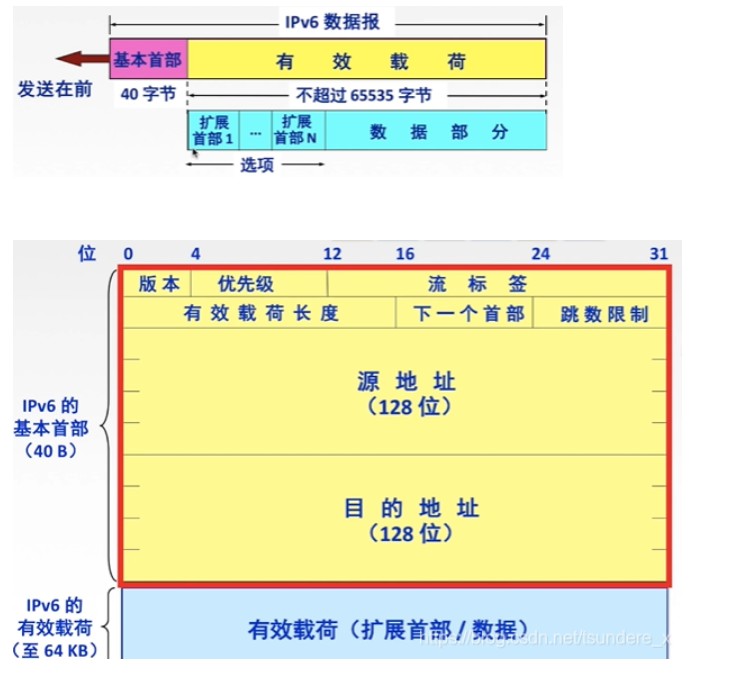 IPv6 数据报
基本首部 有 效 载 荷
发送在前
40 字节 不超过 65535 字节
扩展 首部 1 ... 扩展 首部 N 数 据 部 分
选项
位 0 4 12 16 24 31
版 本 优先级 流 标 签
有 效 载 荷 长 度 下 一 个 首 部 跳 数 限 制
源 地 址
(128 位)
IPv6 的
基本首部
(40 B)
目 的 地 址
(128 位)
IPv6 的
有效载荷
(至 64 KB)
有效载荷(扩展首部 / 数据)
https://blog.csdn.net/tsundere_x